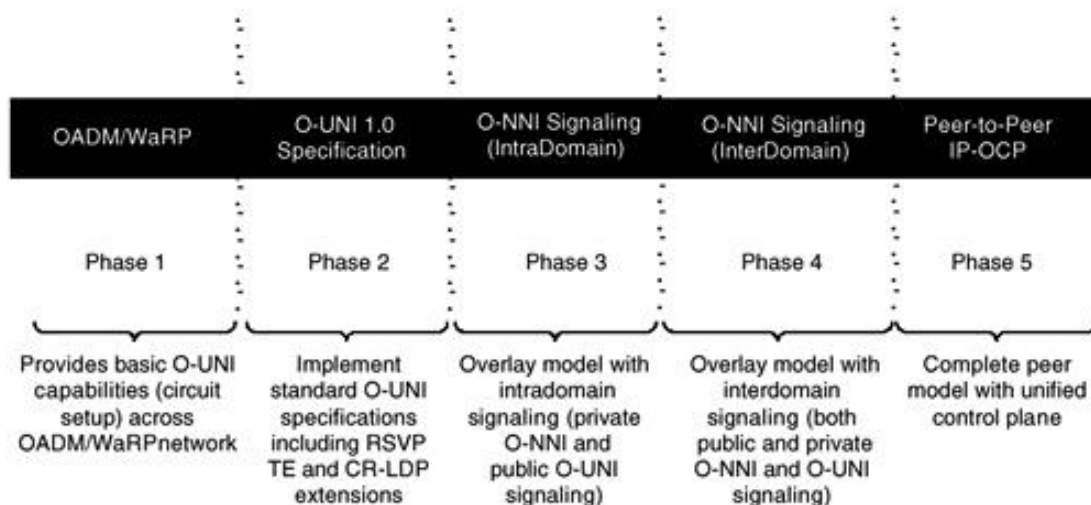 OADM/WaRP
O-UNI 1.0
Specification
O-NNI Signaling
(IntraDomain)
O-NNI Signaling
(InterDomain)
Peer-to-Peer
IP-OCP
Phase 1
Phase 2
Phase 3
Phase 4
Phase 5
Provides basic O-UNI
capabilities (circuit
setup) across
OADM/WaRPnetwork
Implement
standard O-UNI
specifications
including RSVP
TE and CR-LDP
extensions
Overlay model with
intradomain
signaling (private
O-NNI and
public O-UNI
signaling)
Overlay model with
interdomain
signaling (both
public and private
O-NNI and O-UNI
signaling)
Complete peer
model with unified
control plane